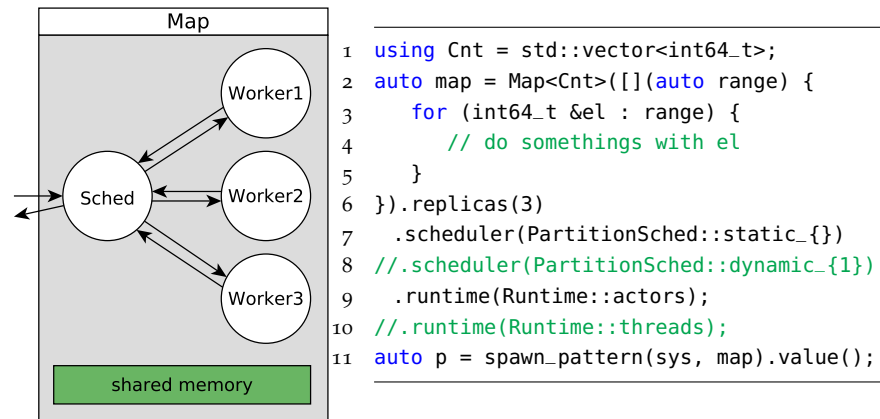 Map
Worker1
Sched
Worker2
Worker3
shared memory
1 using Cnt = std::vector<int64_t>;
2 auto map = Map<Cnt>([](auto range) {
3 for (int64_t &el : range) {
4 // do somethings with el
5 }
6 }).replicas(3)
7 .scheduler(PartitionSched::static_{})
8 //.scheduler(PartitionSched::dynamic_{1})
9 .runtime(Runtime::actors);
10 //.runtime(Runtime::threads);
11 auto p = spawn_pattern(sys, map).value();